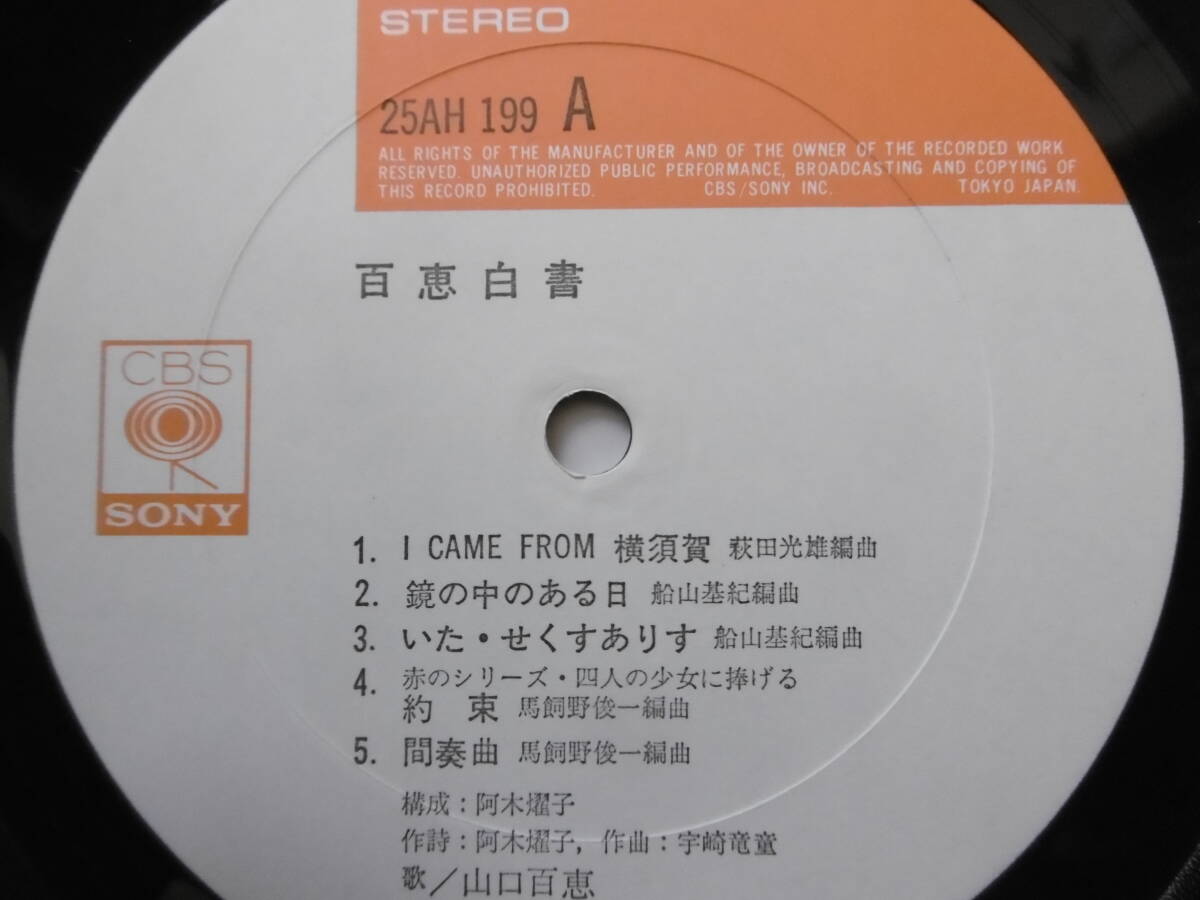 STEREO
25AH 199 A
ALL RIGHTS OF THE MANUFACTURER AND OF THE OWNER OF THE RECORDED WORK
RESERVED. UNAUTHORIZED PUBLIC PERFORMANCE, BROADCASTING AND COPYING OF
THIS RECORD PROHIBITED. CBS/SONY INC. TOKYO JAPAN.
百恵白書
CBS
SONY
1. I CAME FROM 横須賀 萩田光雄編曲
2. 鏡の中のある日 船山基紀編曲
3. いた・せくすありす 船山基紀編曲
4. 赤のシリーズ・四人の少女に捧げる
約束 馬飼野俊一編曲
5. 間奏曲 馬飼野俊一編曲
構成:阿木燿子
作詩:阿木燿子, 作曲:宇崎竜童
歌/山口百恵